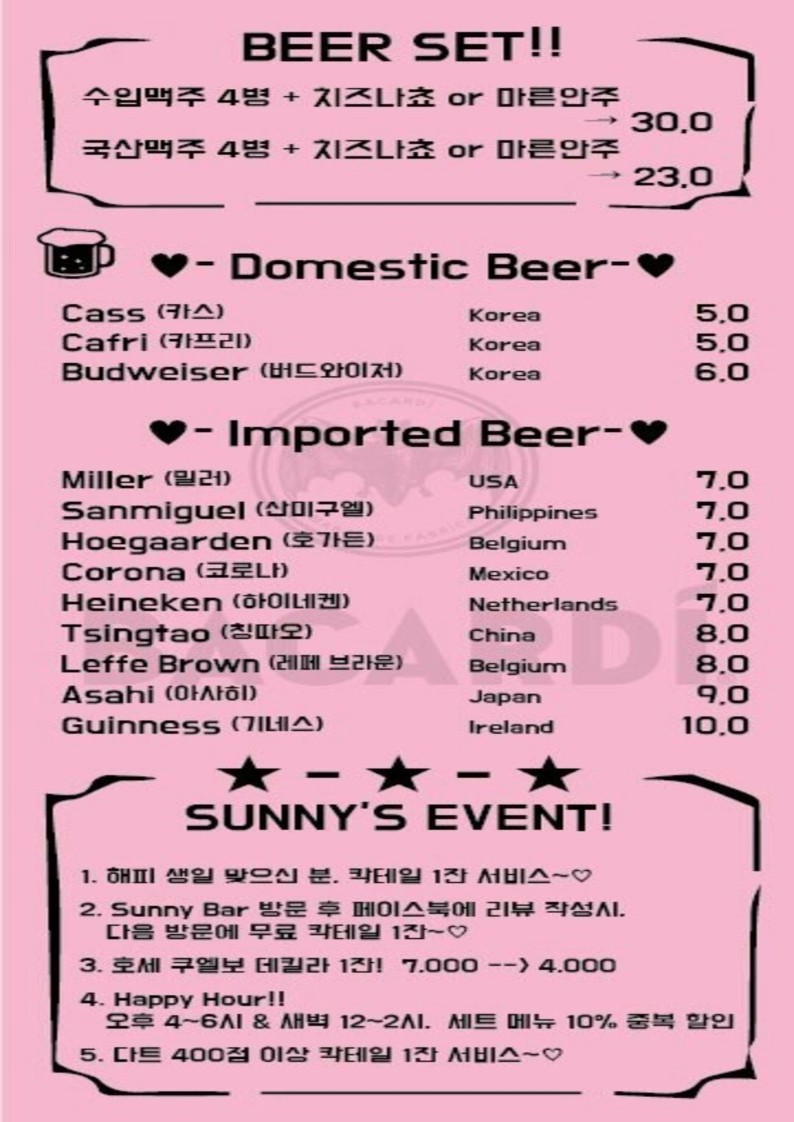 BEER SET!!
수입맥주 4병 + 치즈나쵸 or 마른안주
→ 30.0
국산맥주 4병 + 치즈나쵸 or 마른안주
→ 23.0
♥- Domestic Beer-♥
Cass (카스) Korea 5.0
Cafri (카프리) Korea 5.0
Budweiser (버드와이저) Korea 6.0
♥- Imported Beer-♥
BACARDÍ
Miller (밀러) USA 7.0
Sanmiguel (산미구엘) Philippines 7.0
Hoegaarden (호가든) Belgium 7.0
Corona (코로나) Mexico 7.0
Heineken (하이네켄) Netherlands 7.0
Tsingtao (칭따오) China 8.0
BACARDÍ
Leffe Brown (레페 브라운) Belgium 8.0
Asahi (아사히) Japan 9.0
Guinness (기네스) Ireland 10.0
★ - ★ - ★
SUNNY'S EVENT!
1. 해피 생일 맞으신 분. 칵테일 1잔 서비스~♡
2. Sunny Bar 방문 후 페이스북에 리뷰 작성시.
다음 방문에 무료 칵테일 1잔~♡
3. 호세 쿠엘보 데킬라 1잔! 7.000 --> 4.000
4. Happy Hour!!
오후 4~6시 & 새벽 12~2시. 세트 메뉴 10% 중복 할인
5. 다트 400점 이상 칵테일 1잔 서비스~♡